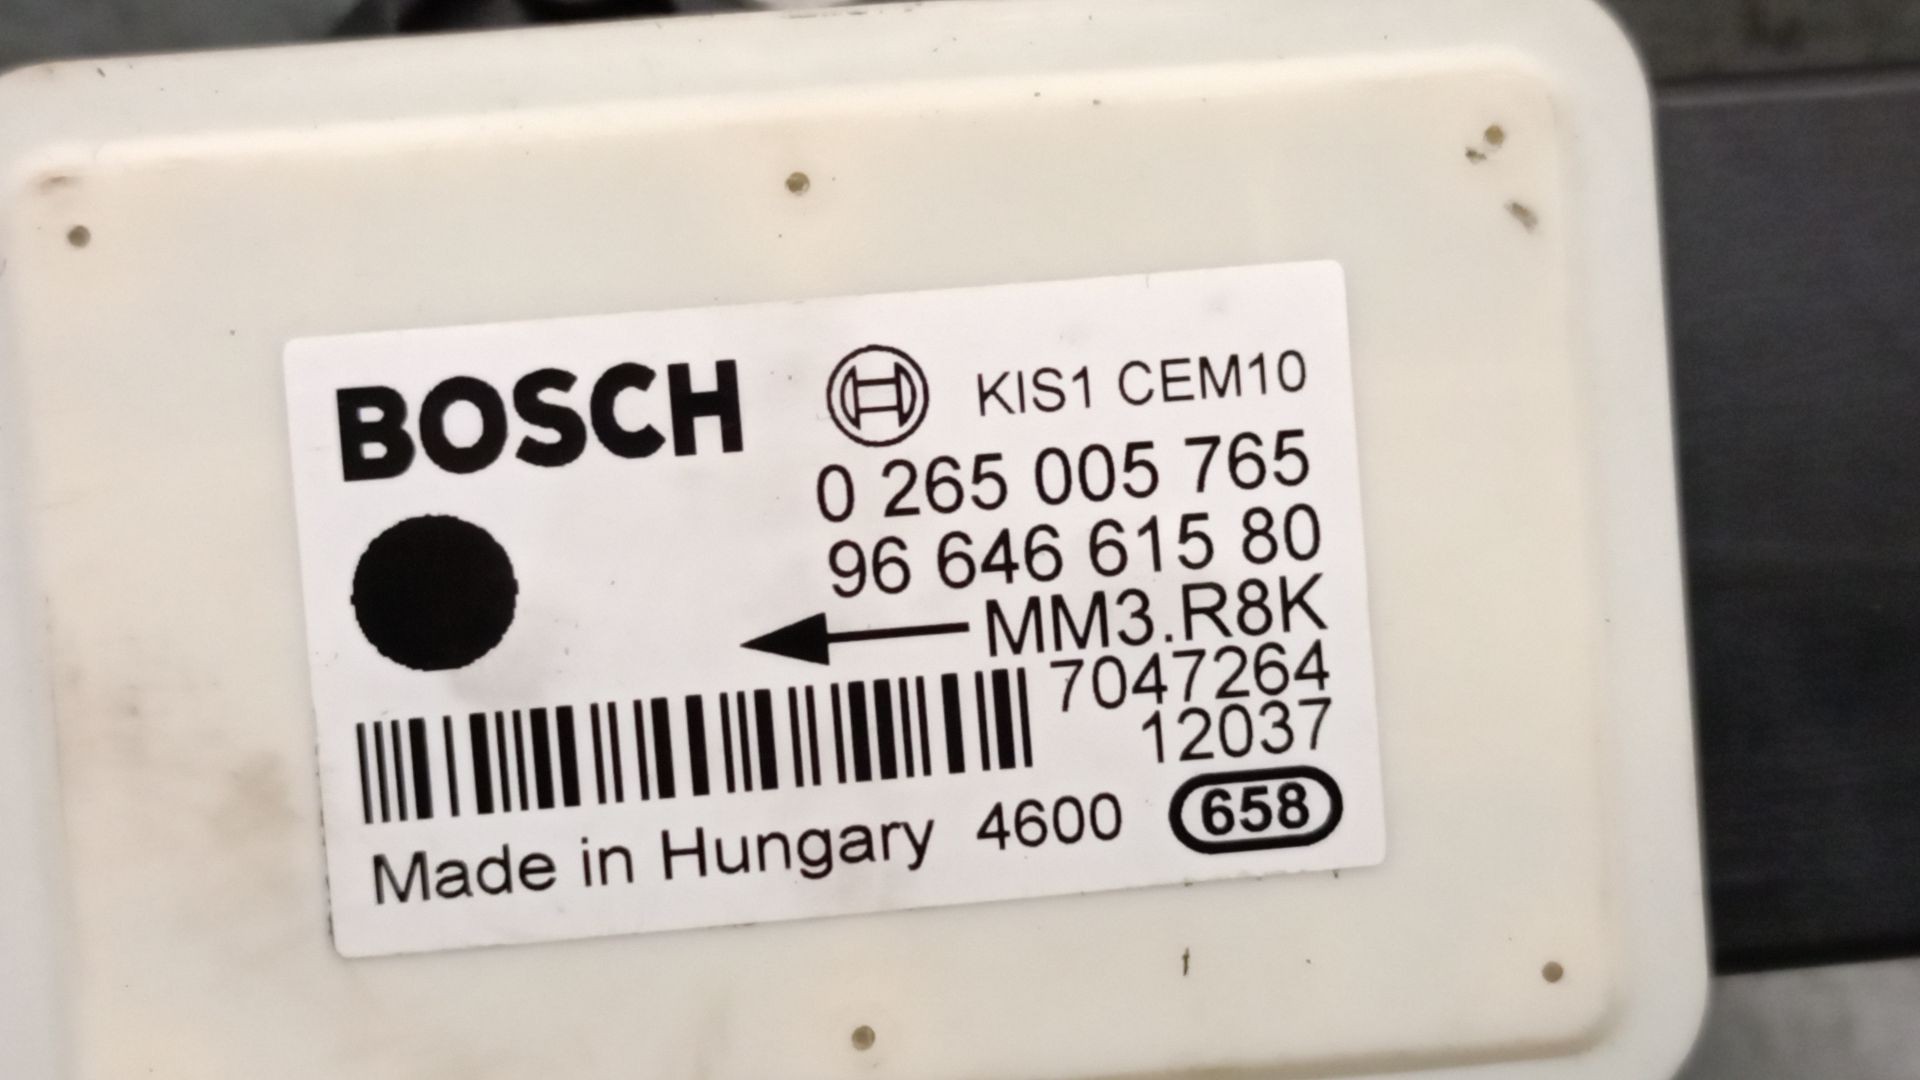 BOSCH KIS1 CEM10
0 265 005 765
96 646 615 80
MM3.R8K
7047264
12037
Made in Hungary 4600 658